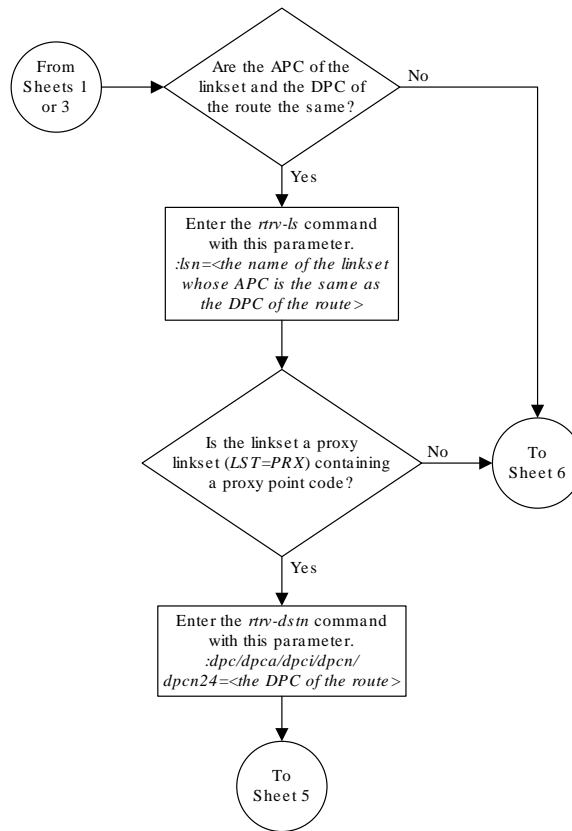 From
Sheets 1
or 3
Are the APC of the
linkset and the DPC of
the route the same?
No
Yes
Enter the rtrv-ls command
with this parameter.
:lsn=<the name of the linkset
whose APC is the same as
the DPC of the route>
Is the linkset a proxy
linkset (LST=PRX) containing
a proxy point code?
No
To
Sheet 6
Yes
Enter the rtrv-dstn command
with this parameter.
:dpc/dpca/dpci/dpcn/
dpcn24=<the DPC of the route>
To
Sheet 5